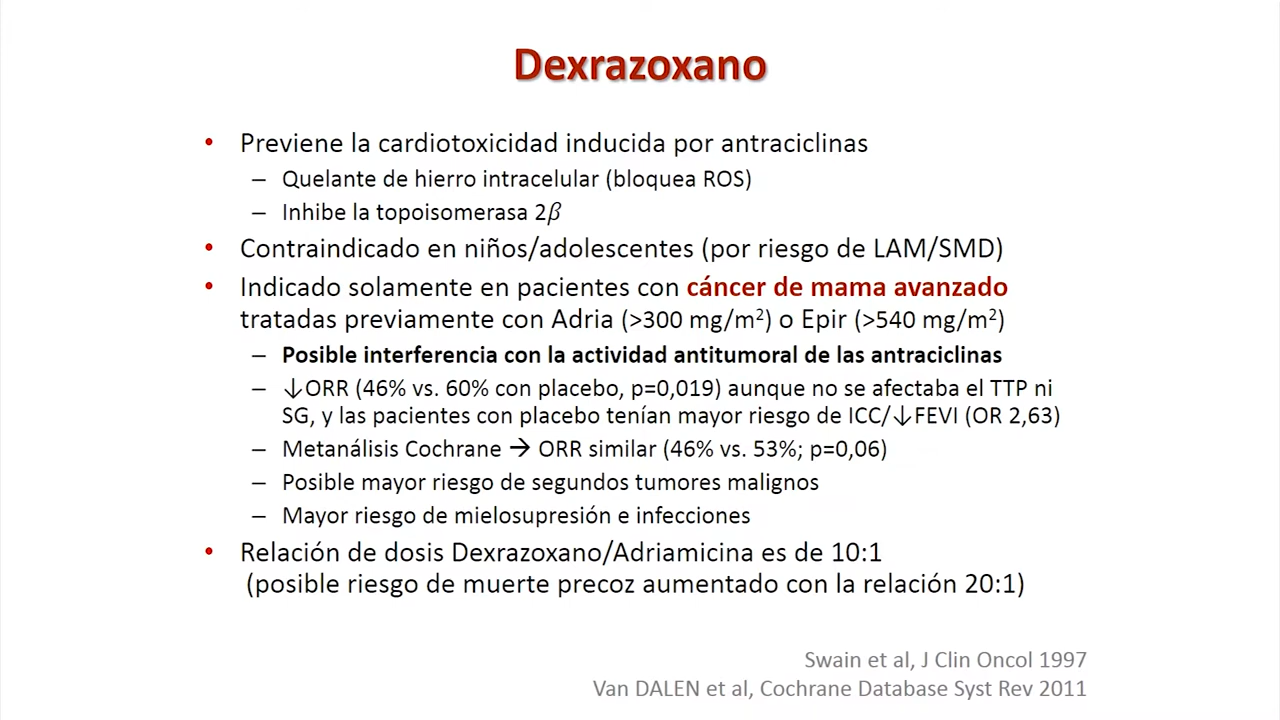 Dexrazoxano
• Previene la cardiotoxicidad inducida por antraciclinas
– Quelante de hierro intracelular (bloquea ROS)
– Inhibe la topoisomerasa 2β
• Contraindicado en niños/adolescentes (por riesgo de LAM/SMD)
• Indicado solamente en pacientes con cáncer de mama avanzado
tratadas previamente con Adria (>300 mg/m²) o Epir (>540 mg/m²)
– Posible interferencia con la actividad antitumoral de las antraciclinas
– ↓ORR (46% vs. 60% con placebo, p=0,019) aunque no se afectaba el TTP ni
SG, y las pacientes con placebo tenían mayor riesgo de ICC/↓FEVI (OR 2,63)
– Metanálisis Cochrane → ORR similar (46% vs. 53%; p=0,06)
– Posible mayor riesgo de segundos tumores malignos
– Mayor riesgo de mielosupresión e infecciones
• Relación de dosis Dexrazoxano/Adriamicina es de 10:1
(posible riesgo de muerte precoz aumentado con la relación 20:1)
Swain et al, J Clin Oncol 1997
Van DALEN et al, Cochrane Database Syst Rev 2011